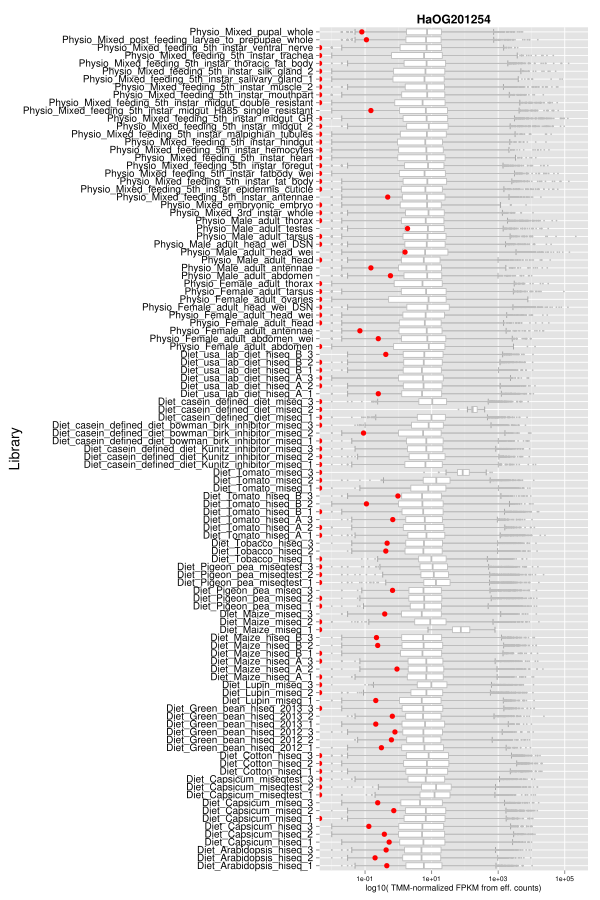 HaOG201254
Library
Physio_Mixed_pupal_whole
Physio_Mixed_post_feeding_larvae_to_prepupae_whole
Physio_Mixed_feeding_5th_instar_ventral_nerve
Physio_Mixed_feeding_5th_instar_trachea
Physio_Mixed_feeding_5th_instar_thoracic_fat_body
Physio_Mixed_feeding_5th_instar_silk_gland_2
Physio_Mixed_feeding_5th_instar_salivary_gland_1
Physio_Mixed_feeding_5th_instar_muscle_2
Physio_Mixed_feeding_5th_instar_mouthpart
Physio_Mixed_feeding_5th_instar_midgut_double_resistant
Physio_Mixed_feeding_5th_instar_midgut_Ha85_single_resistant
Physio_Mixed_feeding_5th_instar_midgut_GR
Physio_Mixed_feeding_5th_instar_midgut_2
Physio_Mixed_feeding_5th_instar_malpighian_tubules
Physio_Mixed_feeding_5th_instar_hindgut
Physio_Mixed_feeding_5th_instar_hemocytes
Physio_Mixed_feeding_5th_instar_heart
Physio_Mixed_feeding_5th_instar_foregut
Physio_Mixed_feeding_5th_instar_fatbody_wei
Physio_Mixed_feeding_5th_instar_fat_body
Physio_Mixed_feeding_5th_instar_epidermis_cuticle
Physio_Mixed_feeding_5th_instar_antennae
Physio_Mixed_embryonic_embryo
Physio_Mixed_3rd_instar_whole
Physio_Male_adult_thorax
Physio_Male_adult_testes
Physio_Male_adult_tarsus
Physio_Male_adult_head_wei_DSN
Physio_Male_adult_head_wei
Physio_Male_adult_head
Physio_Male_adult_antennae
Physio_Male_adult_abdomen
Physio_Female_adult_thorax
Physio_Female_adult_tarsus
Physio_Female_adult_ovaries
Physio_Female_adult_head_wei_DSN
Physio_Female_adult_head_wei
Physio_Female_adult_head
Physio_Female_adult_antennae
Physio_Female_adult_abdomen_wei
Physio_Female_adult_abdomen
Diet_usa_lab_diet_hiseq_B_3
Diet_usa_lab_diet_hiseq_B_2
Diet_usa_lab_diet_hiseq_B_1
Diet_usa_lab_diet_hiseq_A_3
Diet_usa_lab_diet_hiseq_A_2
Diet_usa_lab_diet_hiseq_A_1
Diet_casein_defined_diet_miseq_3
Diet_casein_defined_diet_miseq_2
Diet_casein_defined_diet_miseq_1
Diet_casein_defined_diet_bowman_birk_inhibitor_miseq_3
Diet_casein_defined_diet_bowman_birk_inhibitor_miseq_2
Diet_casein_defined_diet_bowman_birk_inhibitor_miseq_1
Diet_casein_defined_diet_Kunitz_inhibitor_miseq_3
Diet_casein_defined_diet_Kunitz_inhibitor_miseq_2
Diet_casein_defined_diet_Kunitz_inhibitor_miseq_1
Diet_Tomato_miseq_3
Diet_Tomato_miseq_2
Diet_Tomato_miseq_1
Diet_Tomato_hiseq_B_3
Diet_Tomato_hiseq_B_2
Diet_Tomato_hiseq_B_1
Diet_Tomato_hiseq_A_3
Diet_Tomato_hiseq_A_2
Diet_Tomato_hiseq_A_1
Diet_Tobacco_hiseq_3
Diet_Tobacco_hiseq_2
Diet_Tobacco_hiseq_1
Diet_Pigeon_pea_miseqtest_3
Diet_Pigeon_pea_miseqtest_2
Diet_Pigeon_pea_miseqtest_1
Diet_Pigeon_pea_miseq_3
Diet_Pigeon_pea_miseq_2
Diet_Pigeon_pea_miseq_1
Diet_Maize_miseq_3
Diet_Maize_miseq_2
Diet_Maize_miseq_1
Diet_Maize_hiseq_B_3
Diet_Maize_hiseq_B_2
Diet_Maize_hiseq_B_1
Diet_Maize_hiseq_A_3
Diet_Maize_hiseq_A_2
Diet_Maize_hiseq_A_1
Diet_Lupin_miseq_3
Diet_Lupin_miseq_2
Diet_Lupin_miseq_1
Diet_Green_bean_hiseq_2013_3
Diet_Green_bean_hiseq_2013_2
Diet_Green_bean_hiseq_2013_1
Diet_Green_bean_hiseq_2012_3
Diet_Green_bean_hiseq_2012_2
Diet_Green_bean_hiseq_2012_1
Diet_Cotton_hiseq_3
Diet_Cotton_hiseq_2
Diet_Cotton_hiseq_1
Diet_Capsicum_miseqtest_3
Diet_Capsicum_miseqtest_2
Diet_Capsicum_miseqtest_1
Diet_Capsicum_miseq_3
Diet_Capsicum_miseq_2
Diet_Capsicum_miseq_1
Diet_Capsicum_hiseq_3
Diet_Capsicum_hiseq_2
Diet_Capsicum_hiseq_1
Diet_Arabidopsis_hiseq_3
Diet_Arabidopsis_hiseq_2
Diet_Arabidopsis_hiseq_1
1e-01 1e+01 1e+03 1e+05
log10( TMM-normalized FPKM from eff. counts)